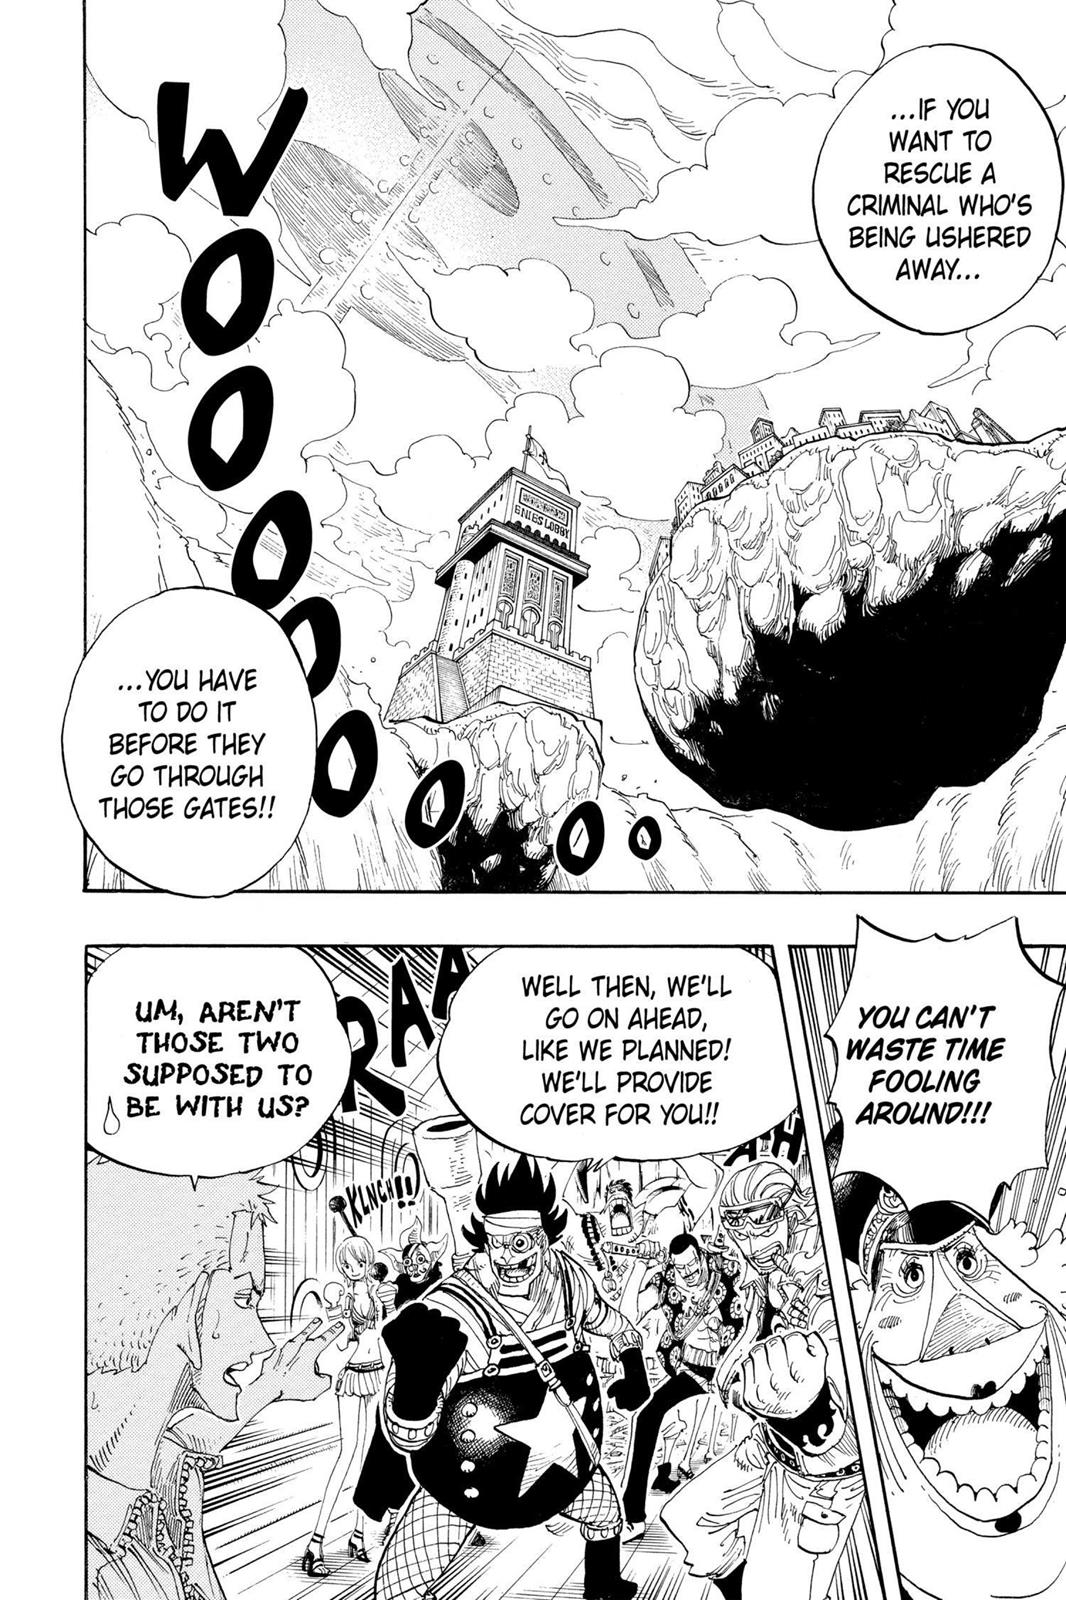 ...IF YOU
WANT TO
RESCUE A
CRIMINAL WHO'S
BEING USHERED
AWAY...
WOOOOOOOOO
ENIES LOBBY
...YOU HAVE
TO DO IT
BEFORE THEY
GO THROUGH
THOSE GATES!!
YOU CAN'T
WASTE TIME
FOOLING
AROUND!!!
WELL THEN, WE'LL
GO ON AHEAD,
LIKE WE PLANNED!
WE'LL PROVIDE
COVER FOR YOU!!
RAA
AH
KLNCH!!
UM, AREN'T
THOSE TWO
SUPPOSED TO
BE WITH US?